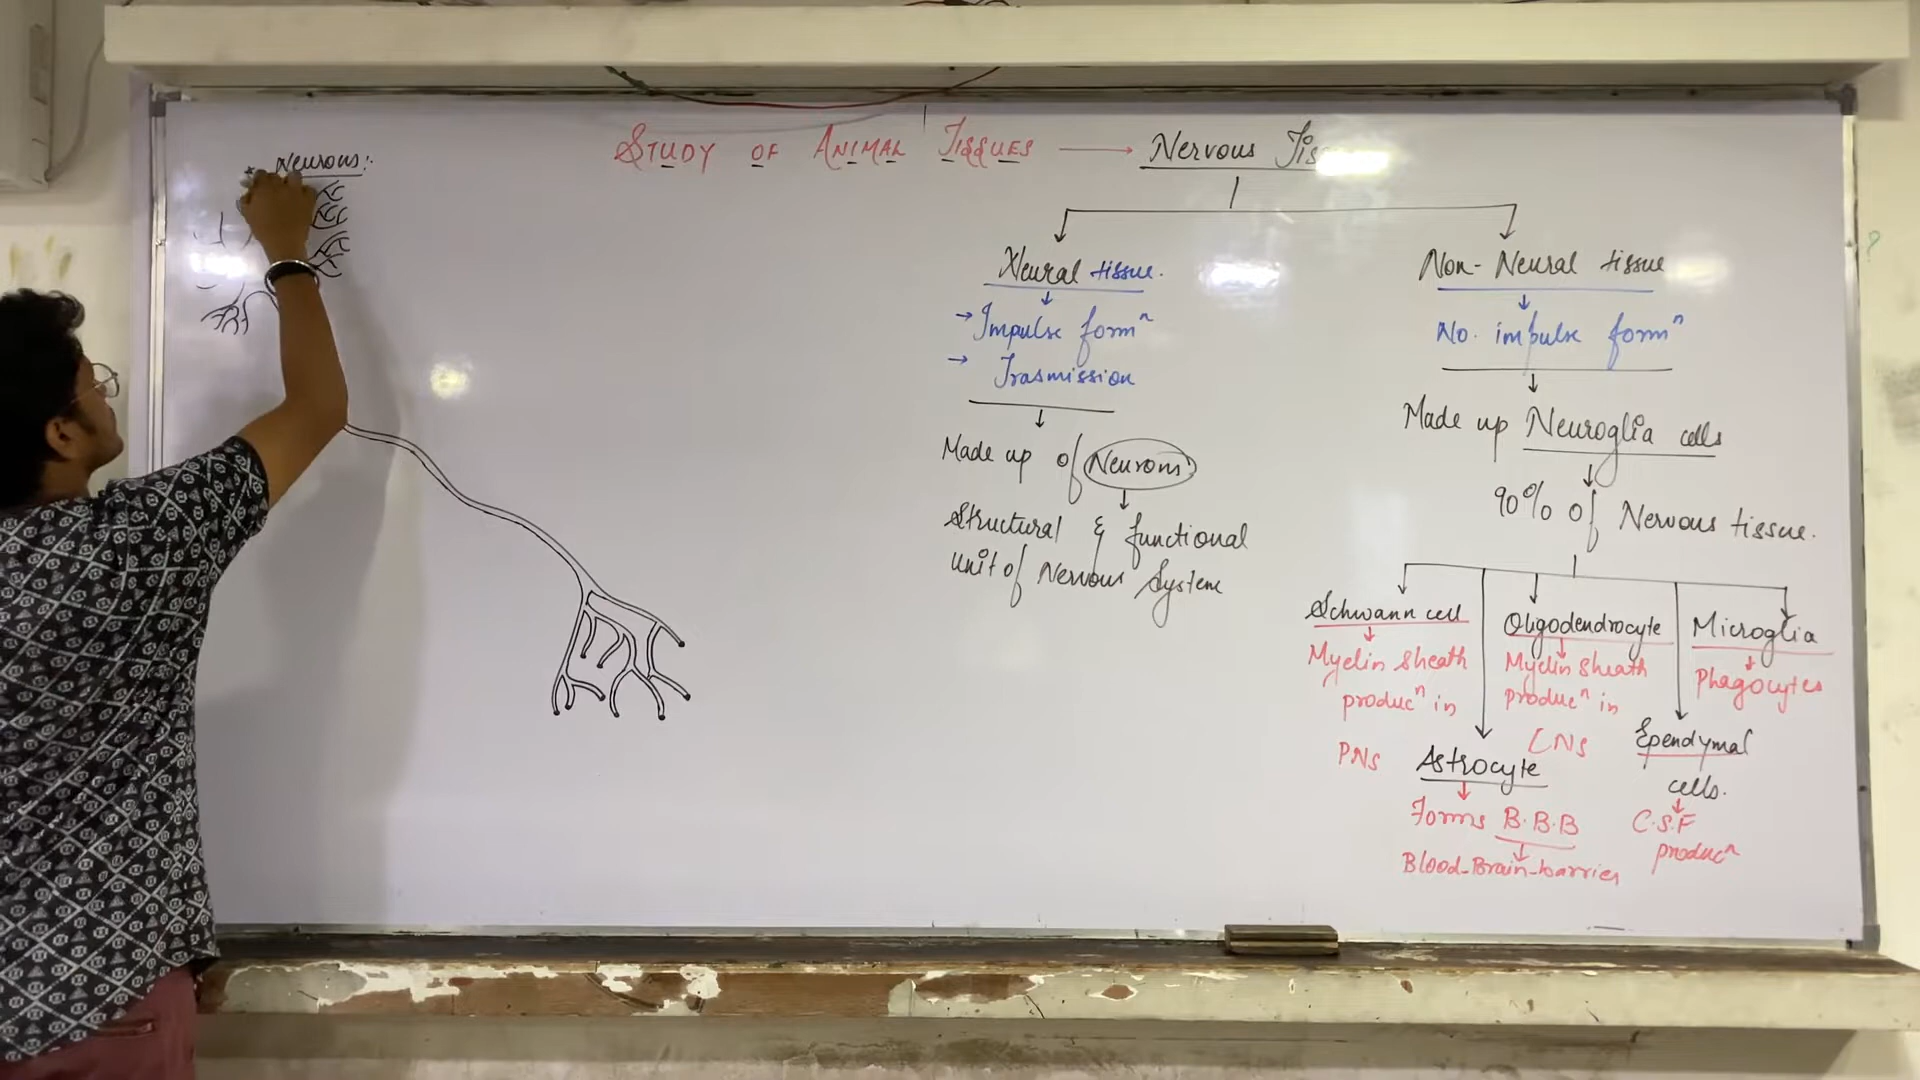 STUDY OF ANIMAL TISSUES → Nervous Tis
* Neurons:
Neural tissue.
→ Impulse formⁿ
→ Trasmission
Made up of Neurons
Structural & functional
unit of Nervous System
Non-Neural tissue
No. impulse formⁿ
Made up Neuroglia cells
90% of Nervous tissue.
Schwann cell
Myelin sheath
producⁿ in
PNS
Astrocyte
Forms B.B.B
Blood-Brain-barrier
Oligodendrocyte
Myelin sheath
producⁿ in
CNS
Ependymal
cells.
C.S.F
producⁿ
Microglia
Phagocytes